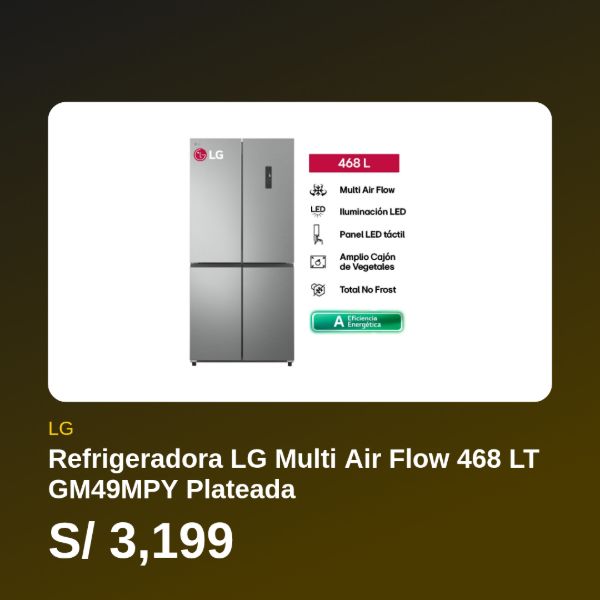 LG
468 L
Multi Air Flow
LED
Iluminación LED
Panel LED táctil
Amplio Cajón
de Vegetales
Total No Frost
A Eficiencia
Energética
LG
Refrigeradora LG Multi Air Flow 468 LT
GM49MPY Plateada
S/ 3,199